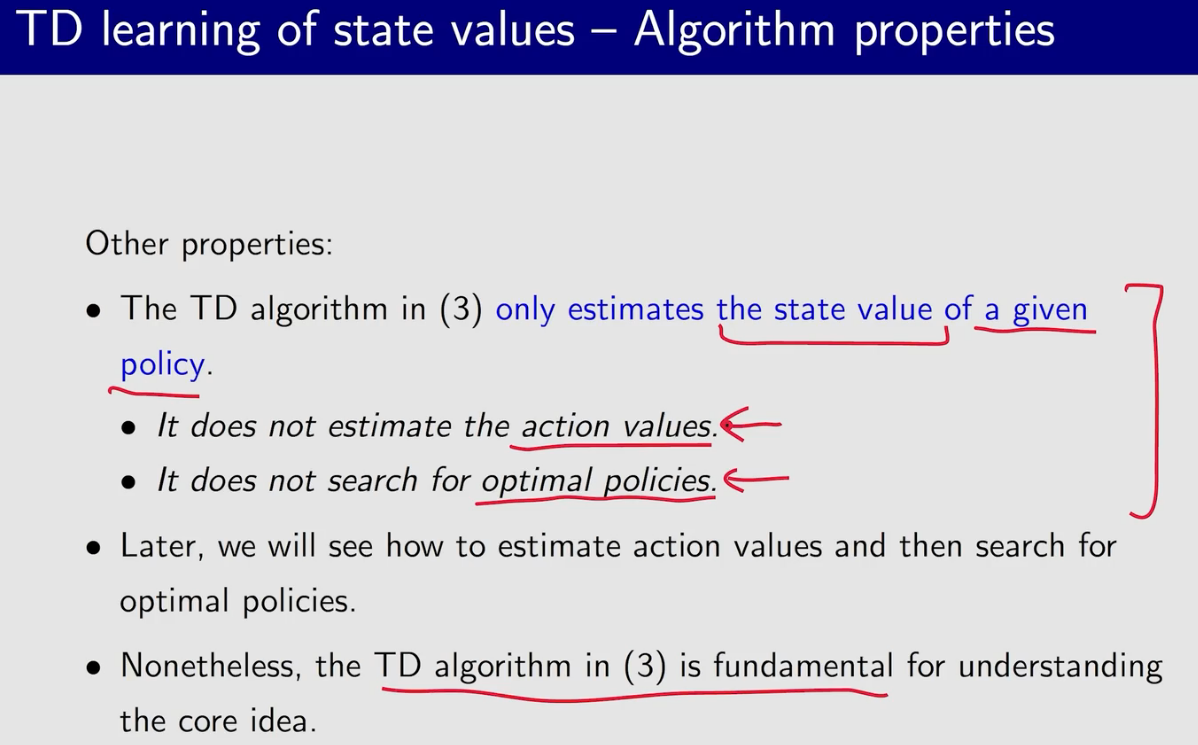 TD learning of state values – Algorithm properties
Other properties:
• The TD algorithm in (3) only estimates the state value of a given
policy.
• It does not estimate the action values.
• It does not search for optimal policies.
• Later, we will see how to estimate action values and then search for
optimal policies.
• Nonetheless, the TD algorithm in (3) is fundamental for understanding
the core idea.